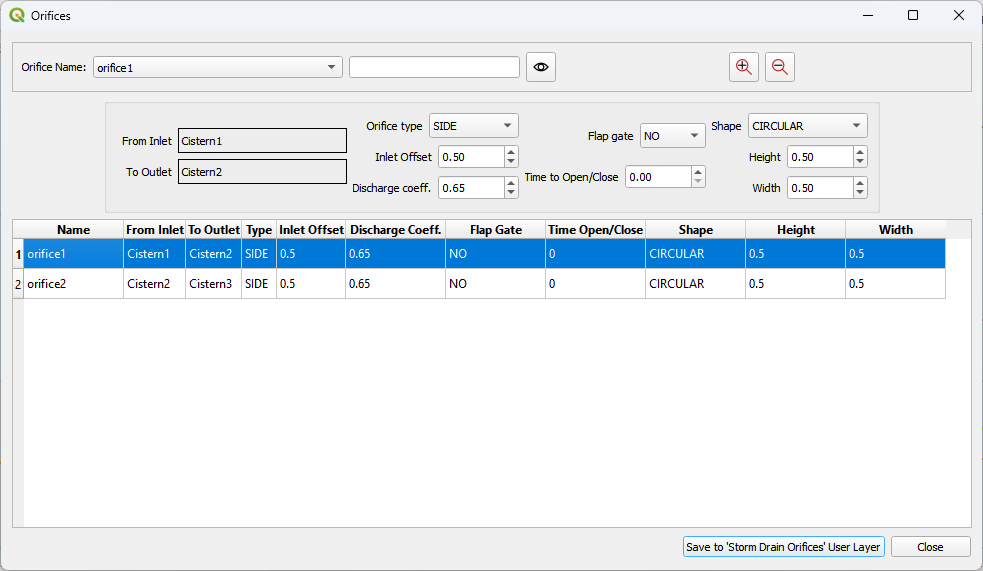 Orifices
Orifice Name: orifice1
Orifice type SIDE
Flap gate NO
Shape CIRCULAR
From Inlet Cistern1
Inlet Offset 0.50
Height 0.50
To Outlet Cistern2
Time to Open/Close 0.00
Discharge coeff. 0.65
Width 0.50
Name From Inlet To Outlet Type Inlet Offset Discharge Coeff. Flap Gate Time Open/Close Shape Height Width
1 orifice1 Cistern1 Cistern2 SIDE 0.5 0.65 NO 0 CIRCULAR 0.5 0.5
2 orifice2 Cistern2 Cistern3 SIDE 0.5 0.65 NO 0 CIRCULAR 0.5 0.5
Save to 'Storm Drain Orifices' User Layer Close